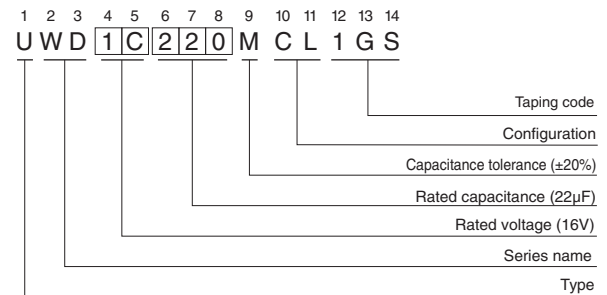 1 2 3 4 5 6 7 8 9 10 11 12 13 14
U W D 1 C 2 2 0 M C L 1 G S
Taping code
Configuration
Capacitance tolerance (±20%)
Rated capacitance (22µF)
Rated voltage (16V)
Series name
Type